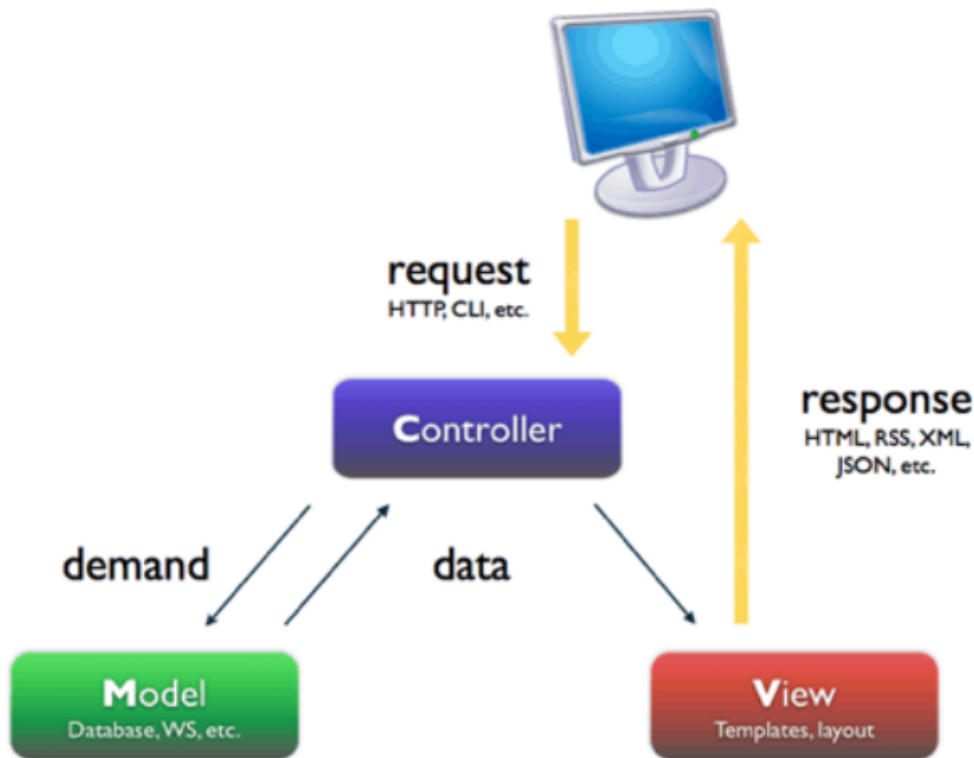 request
HTTP, CLI, etc.
Controller
response
HTML, RSS, XML,
JSON, etc.
demand
data
Model
Database, WS, etc.
View
Templates, layout